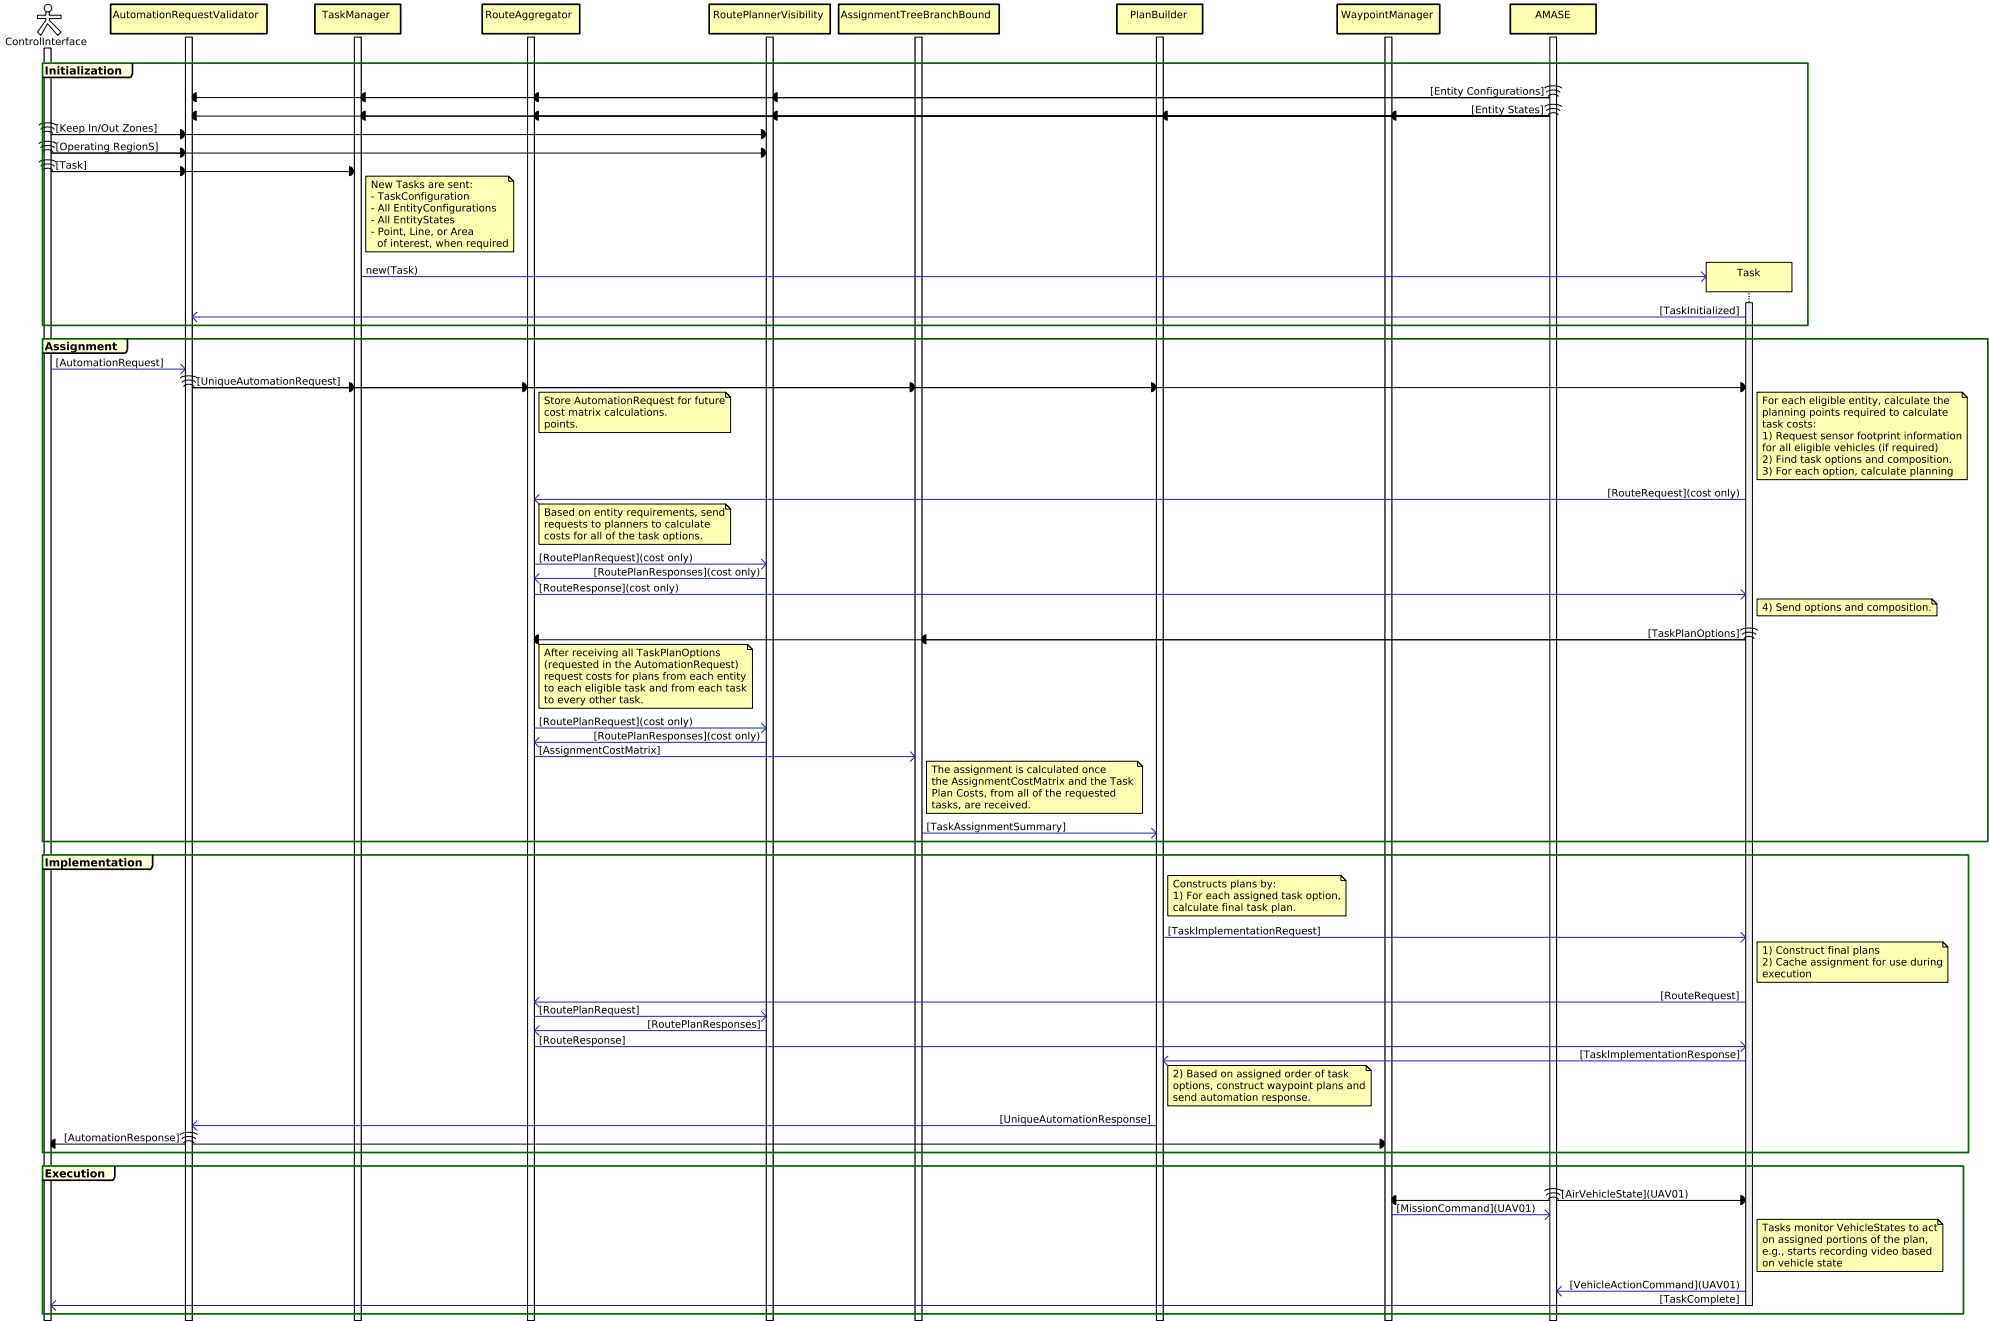 ControlInterface
AutomationRequestValidator
TaskManager
RouteAggregator
RoutePlannerVisibility
AssignmentTreeBranchBound
PlanBuilder
WaypointManager
AMASE
Initialization
[Entity Configurations]
[Entity States]
[Keep In/Out Zones]
[Operating RegionS]
[Task]
New Tasks are sent:
- TaskConfiguration
- All EntityConfigurations
- All EntityStates
- Point, Line, or Area
of interest, when required
new(Task)
Task
[TaskInitialized]
Assignment
[AutomationRequest]
[UniqueAutomationRequest]
Store AutomationRequest for future
cost matrix calculations.
points.
For each eligible entity, calculate the
planning points required to calculate
task costs:
1) Request sensor footprint information
for all eligible vehicles (if required)
2) Find task options and composition.
3) For each option, calculate planning
[RouteRequest](cost only)
Based on entity requirements, send
requests to planners to calculate
costs for all of the task options.
[RoutePlanRequest](cost only)
[RoutePlanResponses](cost only)
[RouteResponse](cost only)
4) Send options and composition.
[TaskPlanOptions]
After receiving all TaskPlanOptions
(requested in the AutomationRequest)
request costs for plans from each entity
to each eligible task and from each task
to every other task.
[RoutePlanRequest](cost only)
[RoutePlanResponses](cost only)
[AssignmentCostMatrix]
The assignment is calculated once
the AssignmentCostMatrix and the Task
Plan Costs, from all of the requested
tasks, are received.
[TaskAssignmentSummary]
Implementation
Constructs plans by:
1) For each assigned task option,
calculate final task plan.
[TaskImplementationRequest]
1) Construct final plans
2) Cache assignment for use during
execution
[RouteRequest]
[RoutePlanRequest]
[RoutePlanResponses]
[RouteResponse]
[TaskImplementationResponse]
2) Based on assigned order of task
options, construct waypoint plans and
send automation response.
[UniqueAutomationResponse]
[AutomationResponse]
Execution
[AirVehicleState](UAV01)
[MissionCommand](UAV01)
Tasks monitor VehicleStates to act
on assigned portions of the plan,
e.g., starts recording video based
on vehicle state
[VehicleActionCommand](UAV01)
[TaskComplete]